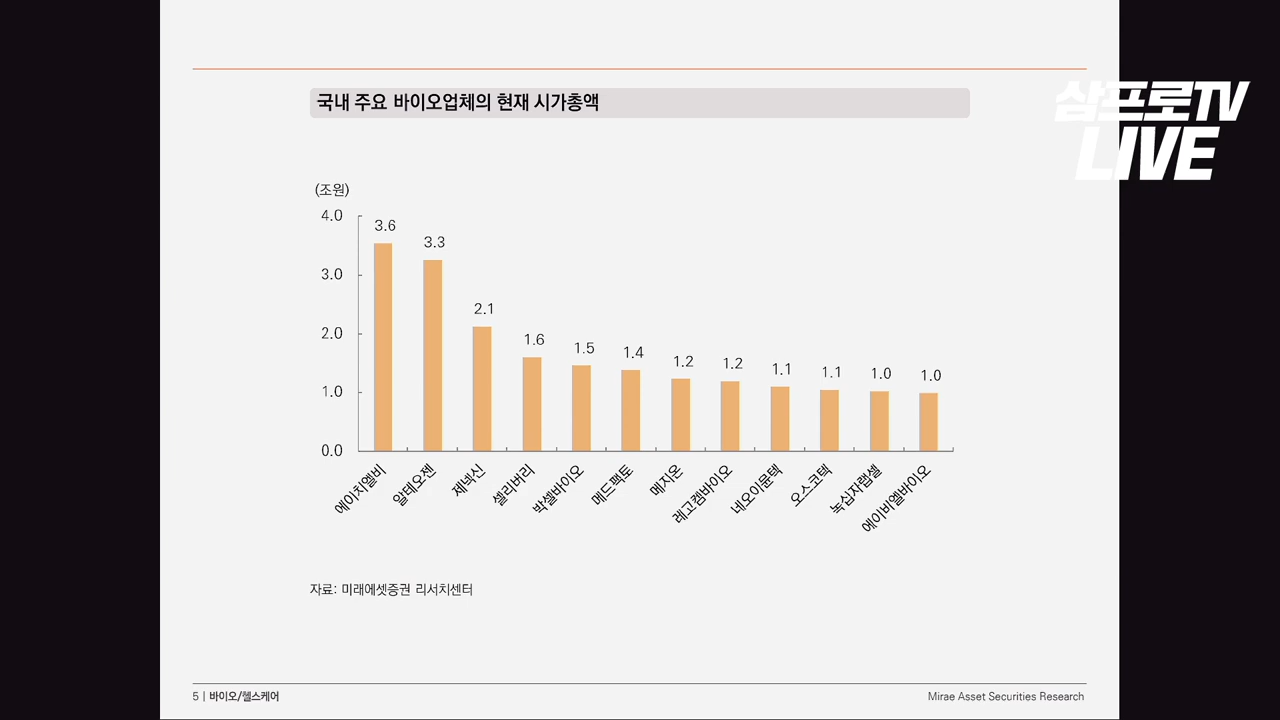 국내 주요 바이오업체의 현재 시가총액
삼프로TV
LIVE
(조원)
4.0
3.0
2.0
1.0
0.0
3.6
3.3
2.1
1.6
1.5
1.4
1.2
1.2
1.1
1.1
1.0
1.0
에이치엘비
알테오젠
제넥신
셀리버리
박셀바이오
메드팩토
메지온
레고켐바이오
네오이뮨텍
오스코텍
녹십자랩셀
에이비엘바이오
자료: 미래에셋증권 리서치센터
5 | 바이오/헬스케어
Mirae Asset Securities Research